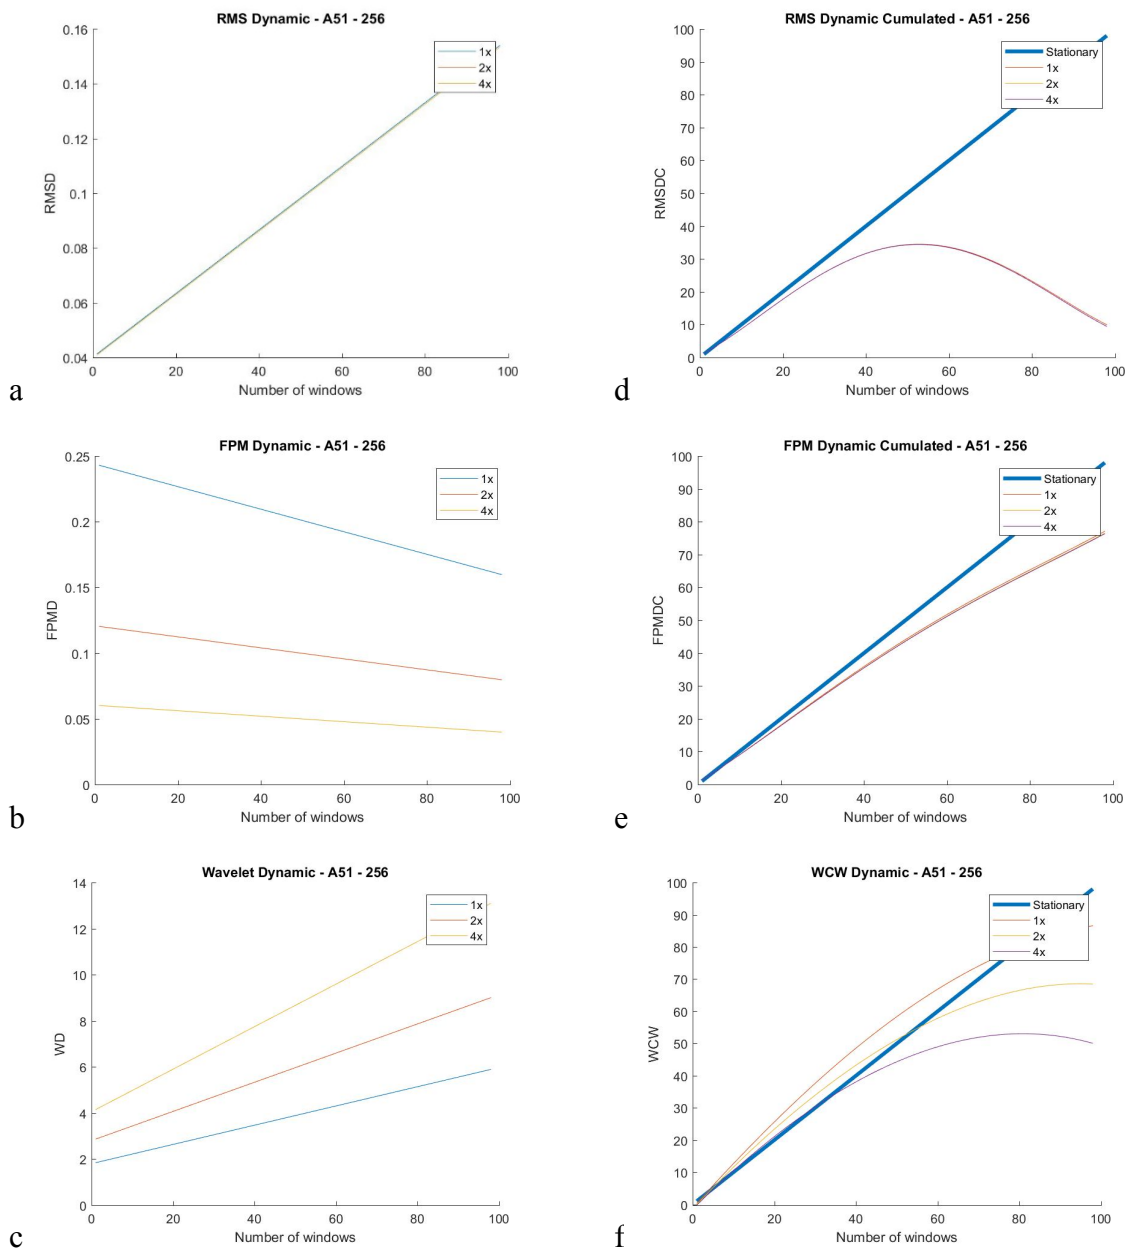 RMS Dynamic - A51 - 256
0.16
0.14
0.12
0.1
0.08
0.06
0.04
RMSD
0 20 40 60 80 100
Number of windows
1x
2x
4x
a
RMS Dynamic Cumulated - A51 - 256
100
90
80
70
60
50
40
30
20
10
0
RMSDC
0 20 40 60 80 100
Number of windows
Stationary
1x
2x
4x
d
FPM Dynamic - A51 - 256
0.25
0.2
0.15
0.1
0.05
0
FPMD
0 20 40 60 80 100
Number of windows
1x
2x
4x
b
FPM Dynamic Cumulated - A51 - 256
100
90
80
70
60
50
40
30
20
10
0
FPMDC
0 20 40 60 80 100
Number of windows
Stationary
1x
2x
4x
e
Wavelet Dynamic - A51 - 256
14
12
10
8
6
4
2
0
WD
0 20 40 60 80 100
Number of windows
1x
2x
4x
c
WCW Dynamic - A51 - 256
100
90
80
70
60
50
40
30
20
10
0
WCW
0 20 40 60 80 100
Number of windows
Stationary
1x
2x
4x
f